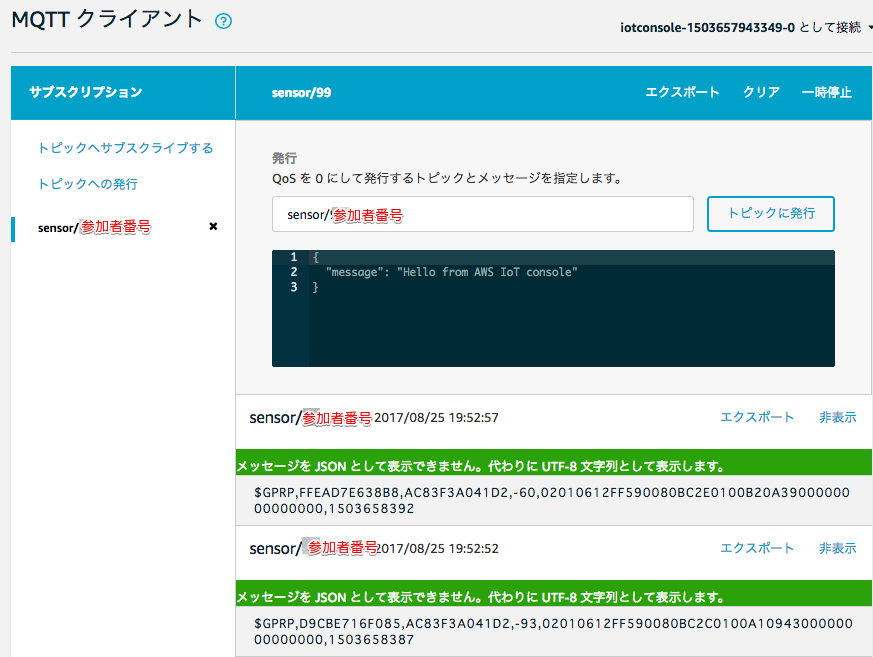 MQTT クライアント ?
iotconsole-1503657943349-0 として接続
サブスクリプション
sensor/99
エクスポート クリア 一時停止
トピックへサブスクライブする
トピックへの発行
sensor/参加者番号 ×
発行
QoS を 0 にして発行するトピックとメッセージを指定します。
sensor/参加者番号
トピックに発行
1 {
2 "message": "Hello from AWS IoT console"
3 }
sensor/参加者番号 2017/08/25 19:52:57 エクスポート 非表示
メッセージを JSON として表示できません。代わりに UTF-8 文字列として表示します。
$GPRP,FFEAD7E638B8,AC83F3A041D2,-60,02010612FF590080BC2E0100B20A39000000
00000000,1503658392
sensor/参加者番号 2017/08/25 19:52:52 エクスポート 非表示
メッセージを JSON として表示できません。代わりに UTF-8 文字列として表示します。
$GPRP,D9CBE716F085,AC83F3A041D2,-93,02010612FF590080BC2C0100A10943000000
00000000,1503658387